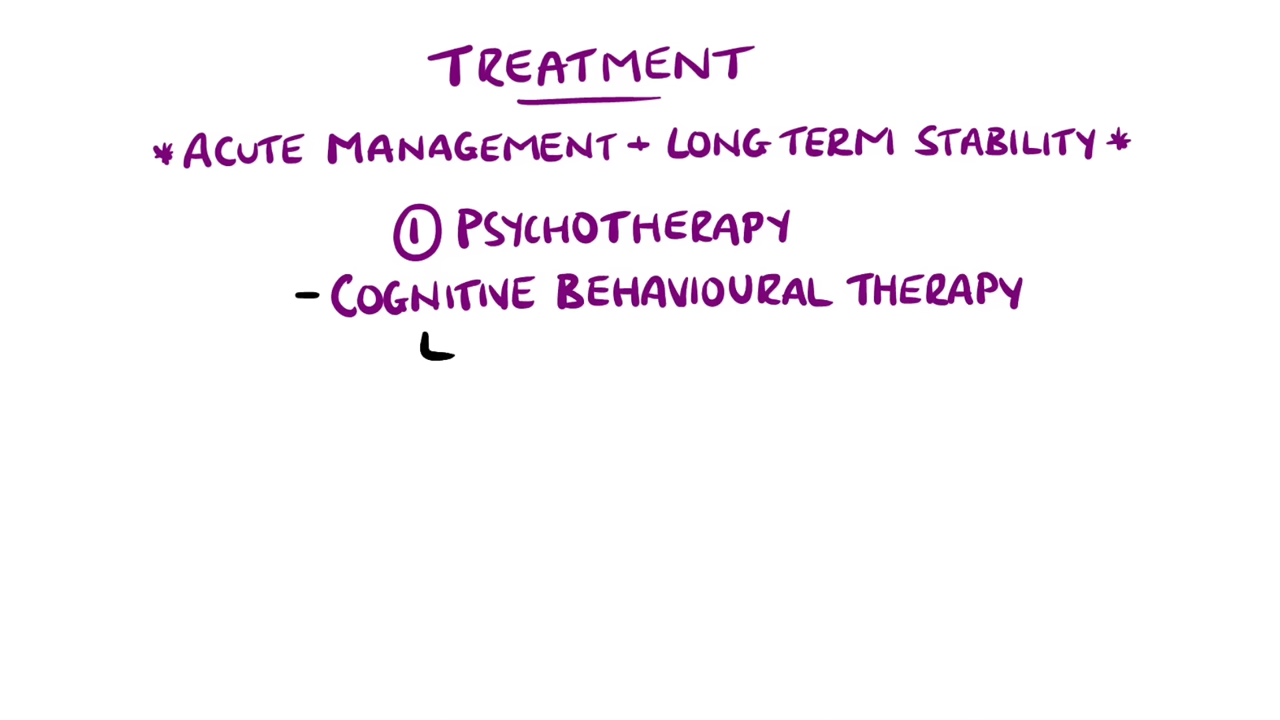 TREATMENT
* ACUTE MANAGEMENT + LONG TERM STABILITY *
① PSYCHOTHERAPY
- COGNITIVE BEHAVIOURAL THERAPY